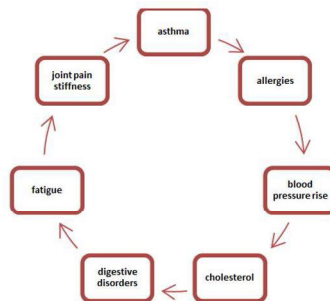 asthma
allergies
blood
pressure rise
cholesterol
digestive
disorders
fatigue
joint pain
stiffness